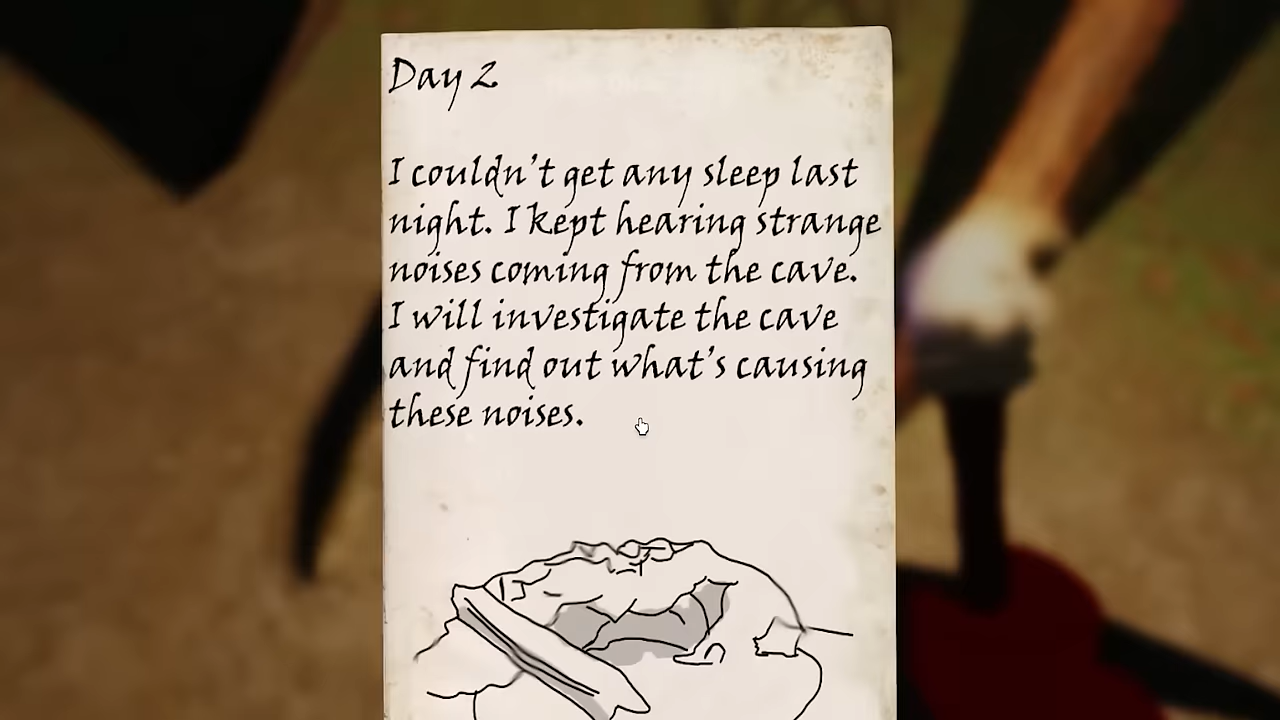 Day 2
I couldn't get any sleep last
night. I kept hearing strange
noises coming from the cave.
I will investigate the cave
and find out what's causing
these noises.